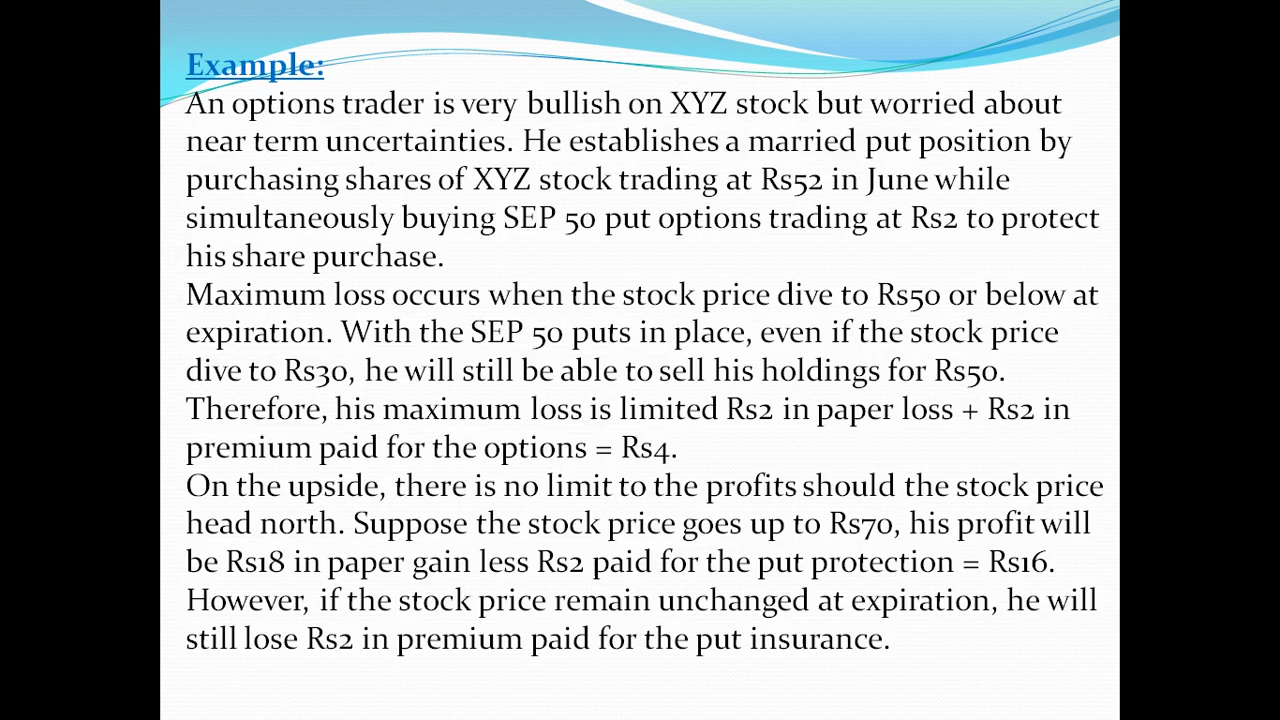 Example:
An options trader is very bullish on XYZ stock but worried about
near term uncertainties. He establishes a married put position by
purchasing shares of XYZ stock trading at Rs52 in June while
simultaneously buying SEP 50 put options trading at Rs2 to protect
his share purchase.
Maximum loss occurs when the stock price dive to Rs50 or below at
expiration. With the SEP 50 puts in place, even if the stock price
dive to Rs30, he will still be able to sell his holdings for Rs50.
Therefore, his maximum loss is limited Rs2 in paper loss + Rs2 in
premium paid for the options = Rs4.
On the upside, there is no limit to the profits should the stock price
head north. Suppose the stock price goes up to Rs70, his profit will
be Rs18 in paper gain less Rs2 paid for the put protection = Rs16.
However, if the stock price remain unchanged at expiration, he will
still lose Rs2 in premium paid for the put insurance.